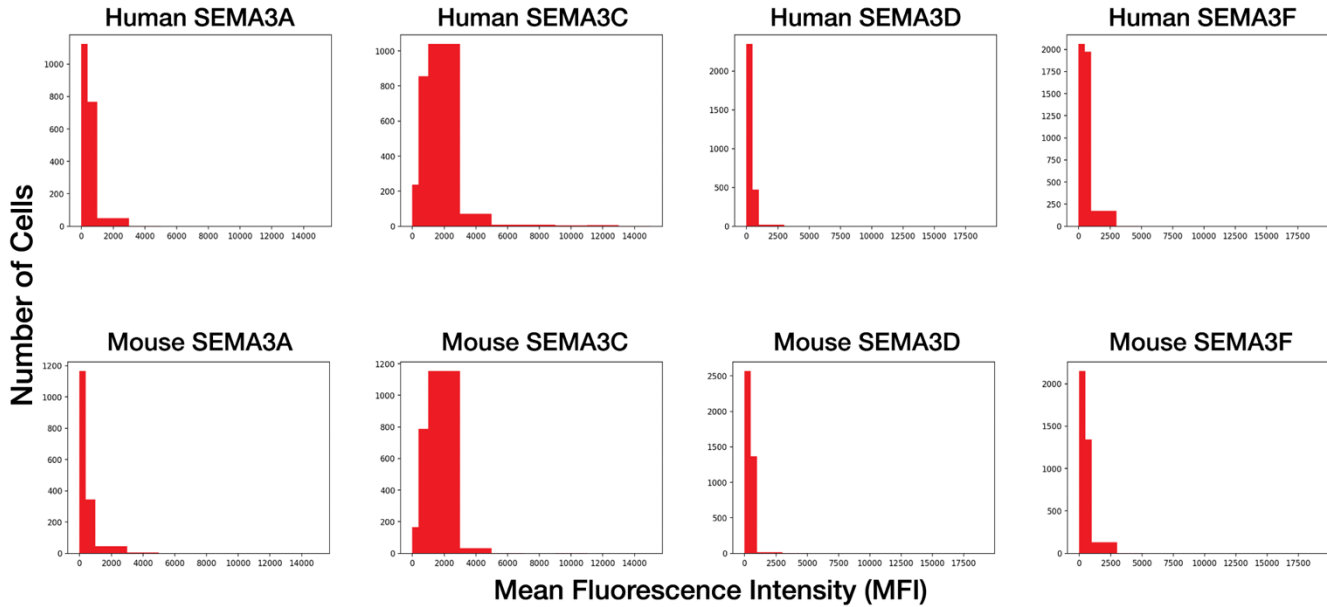 Human SEMA3A
Human SEMA3C
Human SEMA3D
Human SEMA3F
Number of Cells
1000
800
600
400
200
0
0 2000 4000 6000 8000 10000 12000 14000
1000
800
600
400
200
0
0 2000 4000 6000 8000 10000 12000 14000
2000
1500
1000
500
0
0 2500 5000 7500 10000 12500 15000 17500
2000
1750
1500
1250
1000
750
500
250
0
0 2500 5000 7500 10000 12500 15000 17500
Mouse SEMA3A
Mouse SEMA3C
Mouse SEMA3D
Mouse SEMA3F
1200
1000
800
600
400
200
0
0 2000 4000 6000 8000 10000 12000 14000
1200
1000
800
600
400
200
0
0 2000 4000 6000 8000 10000 12000 14000
2500
2000
1500
1000
500
0
0 2500 5000 7500 10000 12500 15000 17500
2000
1500
1000
500
0
0 2500 5000 7500 10000 12500 15000 17500
Mean Fluorescence Intensity (MFI)